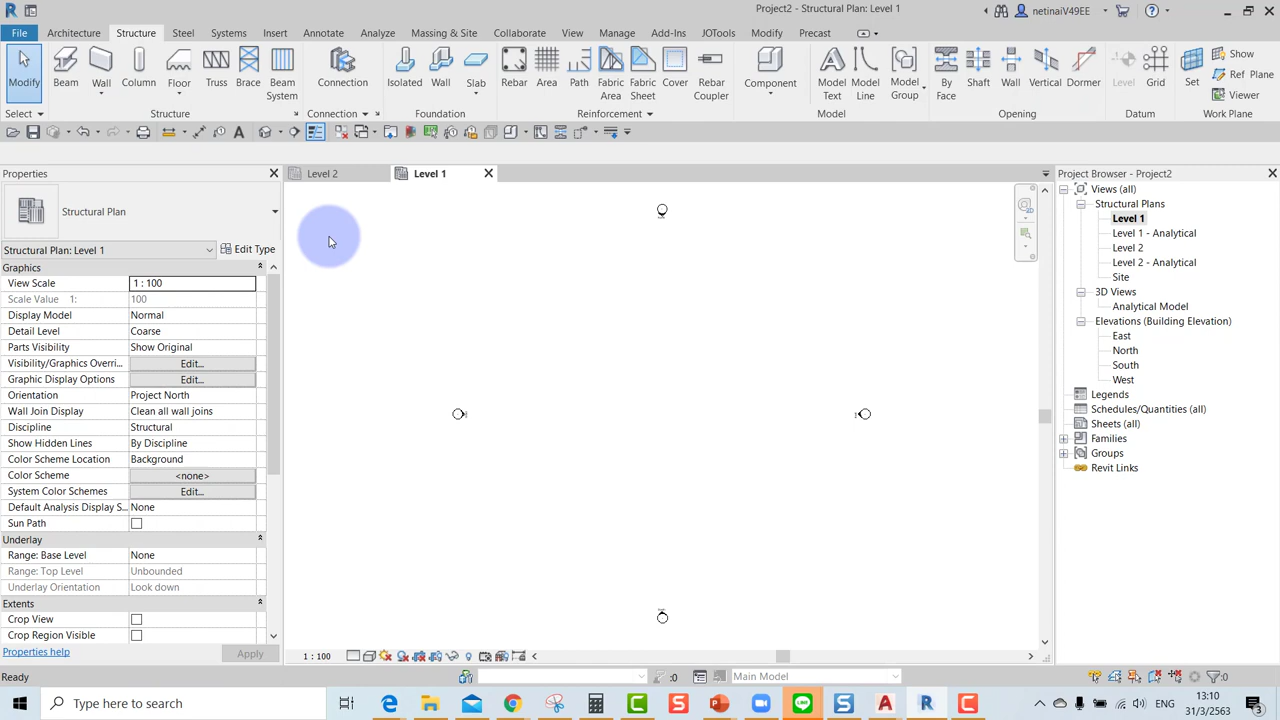 Project2 - Structural Plan: Level 1
netinaiV49EE
File Architecture Structure Steel Systems Insert Annotate Analyze Massing & Site Collaborate View Manage Add-Ins JOTools Modify Precast
Modify Beam Wall Column Floor Truss Brace Beam System Connection Isolated Wall Slab Rebar Area Path Fabric Area Fabric Sheet Cover Rebar Coupler Component Model Text Model Line Model Group By Face Shaft Wall Vertical Dormer Level Grid Set Show
Ref Plane
Viewer
Select Structure Connection Foundation Reinforcement Model Opening Datum Work Plane
Properties
Structural Plan
Structural Plan: Level 1 Edit Type
Graphics
View Scale 1 : 100
Scale Value 1: 100
Display Model Normal
Detail Level Coarse
Parts Visibility Show Original
Visibility/Graphics Overri... Edit...
Graphic Display Options Edit...
Orientation Project North
Wall Join Display Clean all wall joins
Discipline Structural
Show Hidden Lines By Discipline
Color Scheme Location Background
Color Scheme <none>
System Color Schemes Edit...
Default Analysis Display S... None
Sun Path
Underlay
Range: Base Level None
Range: Top Level Unbounded
Underlay Orientation Look down
Extents
Crop View
Crop Region Visible
Properties help Apply
Level 2 Level 1
2D
1 : 100
Project Browser - Project2
Views (all)
Structural Plans
Level 1
Level 1 - Analytical
Level 2
Level 2 - Analytical
Site
3D Views
Analytical Model
Elevations (Building Elevation)
East
North
South
West
Legends
Schedules/Quantities (all)
Sheets (all)
Families
Groups
Revit Links
Ready :0 Main Model :0
Type here to search
ENG 13:10
31/3/2563
3